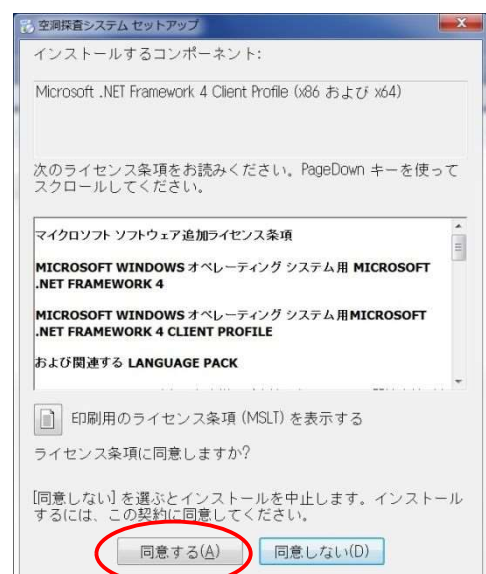 空洞探査システム セットアップ
インストールするコンポーネント:
Microsoft .NET Framework 4 Client Profile (x86 および x64)
次のライセンス条項をお読みください。PageDown キーを使って
スクロールしてください。
マイクロソフト ソフトウェア追加ライセンス条項
MICROSOFT WINDOWS オペレーティング システム用 MICROSOFT
.NET FRAMEWORK 4
MICROSOFT WINDOWS オペレーティング システム用MICROSOFT
.NET FRAMEWORK 4 CLIENT PROFILE
および関連する LANGUAGE PACK
印刷用のライセンス条項 (MSLT) を表示する
ライセンス条項に同意しますか?
[同意しない] を選ぶとインストールを中止します。インストール
するには、この契約に同意してください。
同意する(A)
同意しない(D)